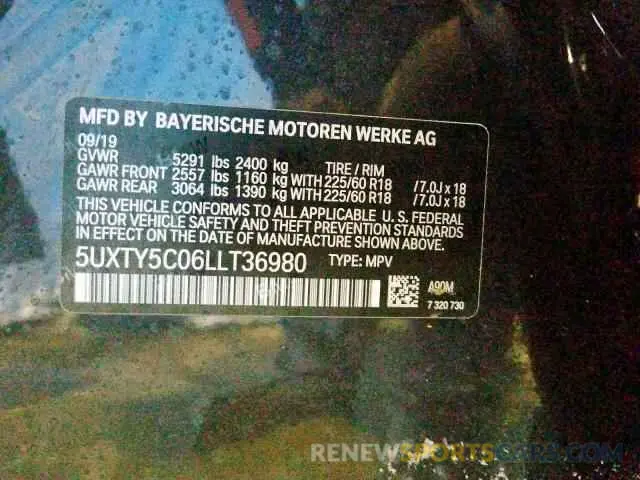 MFD BY BAYERISCHE MOTOREN WERKE AG
09/19
GVWR 5291 lbs 2400 kg TIRE / RIM
GAWR FRONT 2557 lbs 1160 kg WITH 225/60 R18 /7.0J x 18
GAWR REAR 3064 lbs 1390 kg WITH 225/60 R18 /7.0J x 18
THIS VEHICLE CONFORMS TO ALL APPLICABLE U. S. FEDERAL
MOTOR VEHICLE SAFETY AND THEFT PREVENTION STANDARDS
IN EFFECT ON THE DATE OF MANUFACTURE SHOWN ABOVE.
5UXTY5C06LLT36980 TYPE: MPV
A90M
7 320 730
RENEWSPORTSCARS.COM